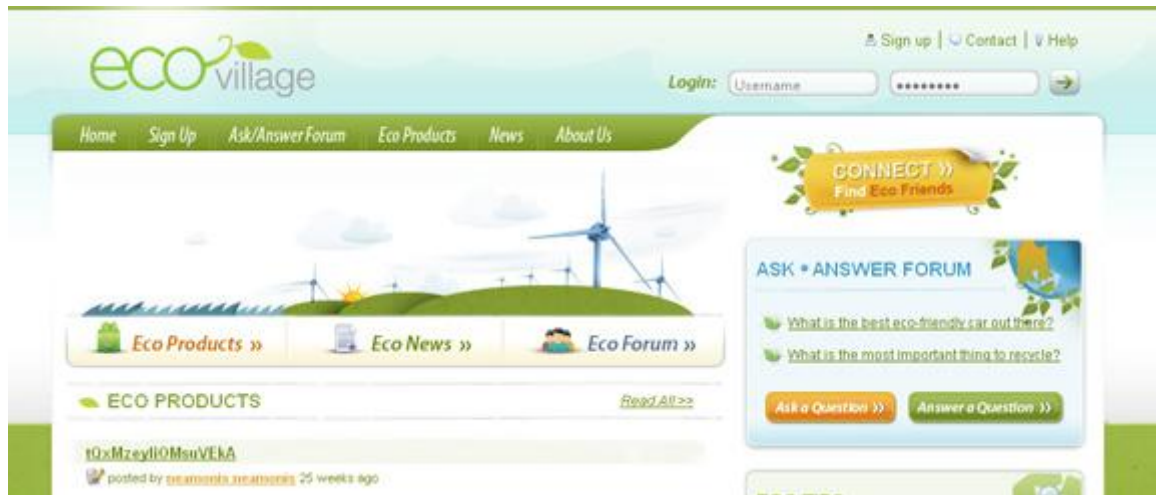 ecovillage
Sign up | Contact | Help
Login: Username
Home Sign Up Ask/Answer Forum Eco Products News About Us
CONNECT »
Find Eco Friends
ASK • ANSWER FORUM
What is the best eco-friendly car out there?
What is the most important thing to recycle?
Eco Products » Eco News » Eco Forum »
Ask a Question » Answer a Question »
ECO PRODUCTS Read All >>
posted by neamonis neamonis 25 weeks ago